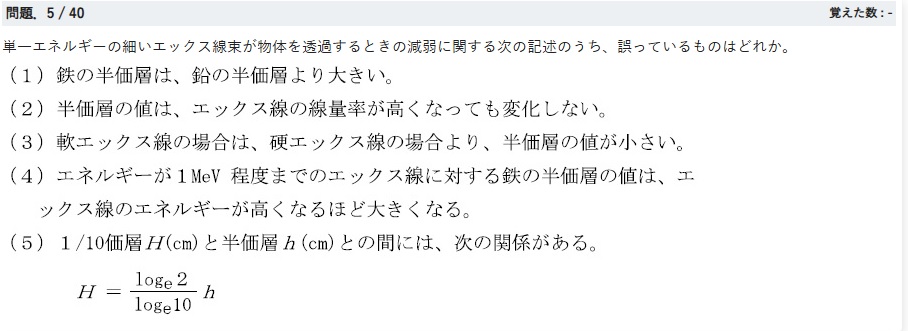 問題．5 / 40
覚えた数：-
単一エネルギーの細いエックス線束が物体を透過するときの減弱に関する次の記述のうち、誤っているものはどれか。
（１）鉄の半価層は、鉛の半価層より大きい。
（２）半価層の値は、エックス線の線量率が高くなっても変化しない。
（３）軟エックス線の場合は、硬エックス線の場合より、半価層の値が小さい。
（４）エネルギーが１MeV 程度までのエックス線に対する鉄の半価層の値は、エ
ックス線のエネルギーが高くなるほど大きくなる。
（５）１/10価層H(cm)と半価層h(cm)との間には、次の関係がある。
H = logₑ2 / logₑ10 h